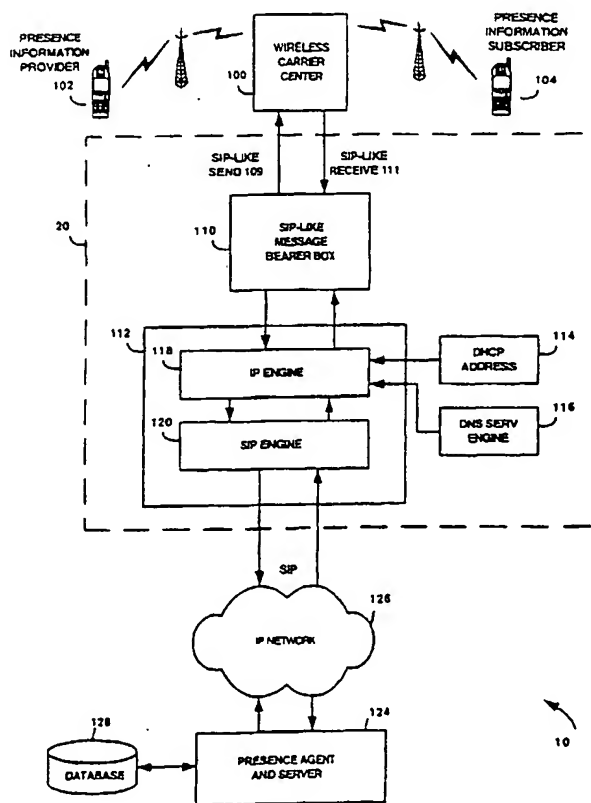 PRESENCE
INFORMATION
PROVIDER
102
WIRELESS
CARRIER
CENTER
100
PRESENCE
INFORMATION
SUBSCRIBER
104
SIP-LIKE
SEND 109
SIP-LIKE
RECEIVE 111
20
110
SIP-LIKE
MESSAGE
BEARER BOX
112
118
IP ENGINE
DHCP
ADDRESS
114
120
SIP ENGINE
DNS SERV
ENGINE
116
SIP
126
IP NETWORK
124
128
DATABASE
PRESENCE AGENT
AND SERVER
10